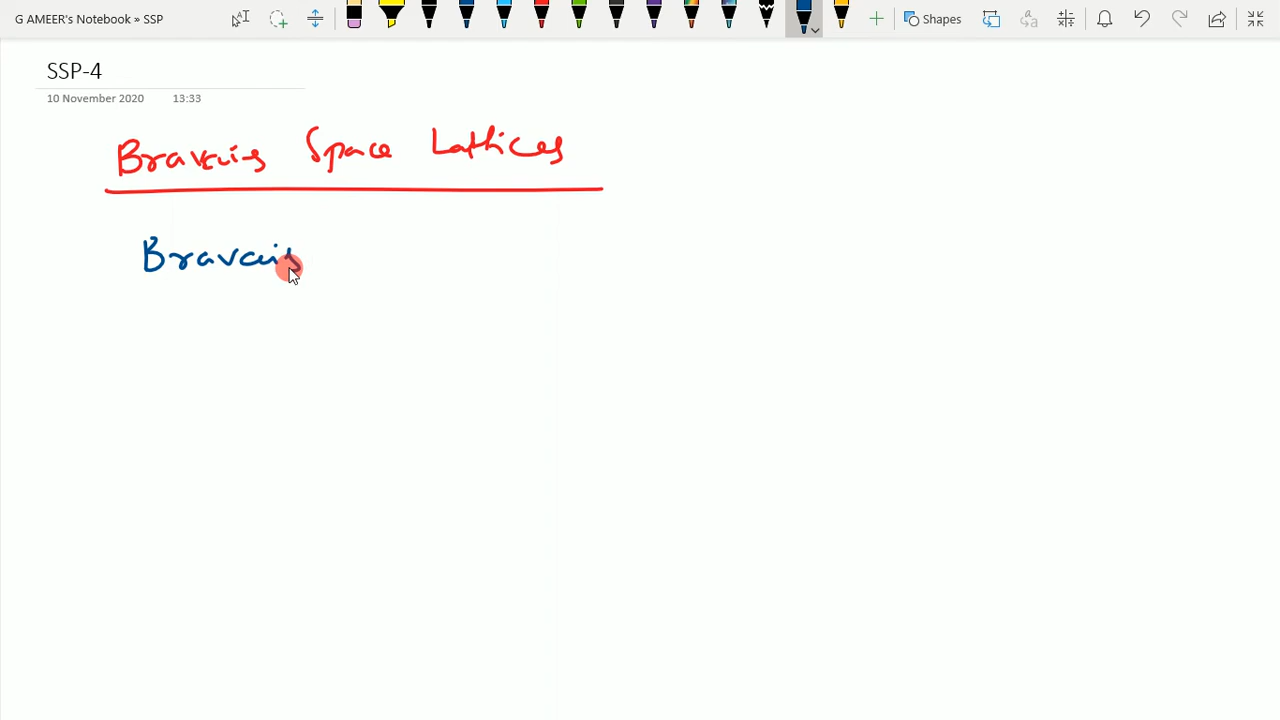 G AMEER's Notebook » SSP
Shapes
SSP-4
10 November 2020 13:33
Bravais Space Lattices
Bravais